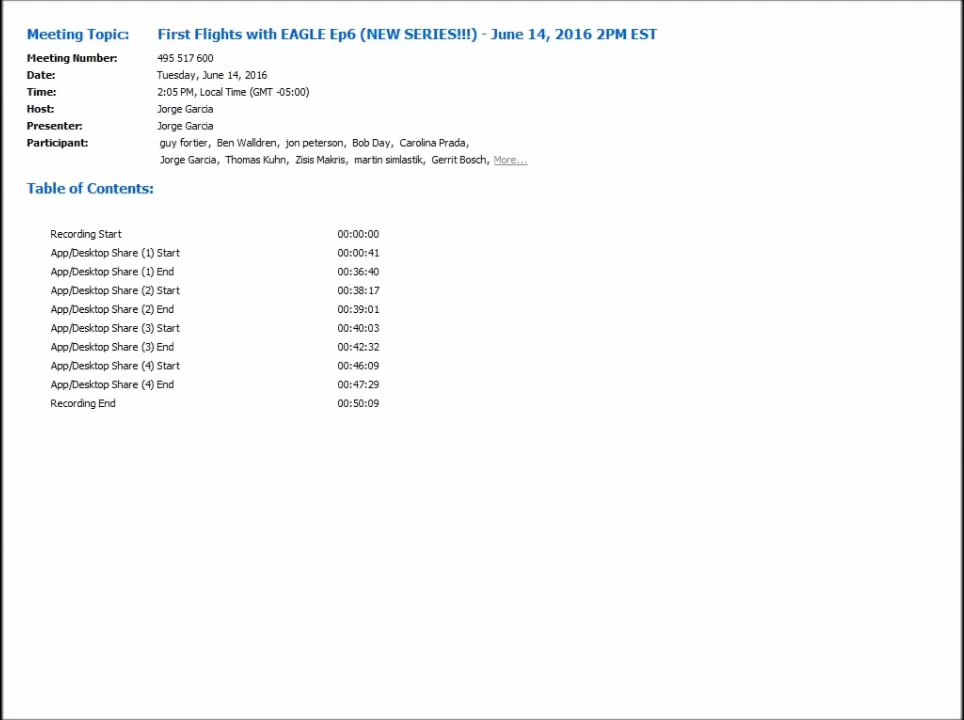 Meeting Topic: First Flights with EAGLE Ep6 (NEW SERIES!!!) - June 14, 2016 2PM EST
Meeting Number: 495 517 600
Date: Tuesday, June 14, 2016
Time: 2:05 PM, Local Time (GMT -05:00)
Host: Jorge Garcia
Presenter: Jorge Garcia
Participant: guy fortier, Ben Walldren, jon peterson, Bob Day, Carolina Prada,
Jorge Garcia, Thomas Kuhn, Zisis Makris, martin simlastik, Gerrit Bosch, More...
Table of Contents:
Recording Start 00:00:00
App/Desktop Share (1) Start 00:00:41
App/Desktop Share (1) End 00:36:40
App/Desktop Share (2) Start 00:38:17
App/Desktop Share (2) End 00:39:01
App/Desktop Share (3) Start 00:40:03
App/Desktop Share (3) End 00:42:32
App/Desktop Share (4) Start 00:46:09
App/Desktop Share (4) End 00:47:29
Recording End 00:50:09